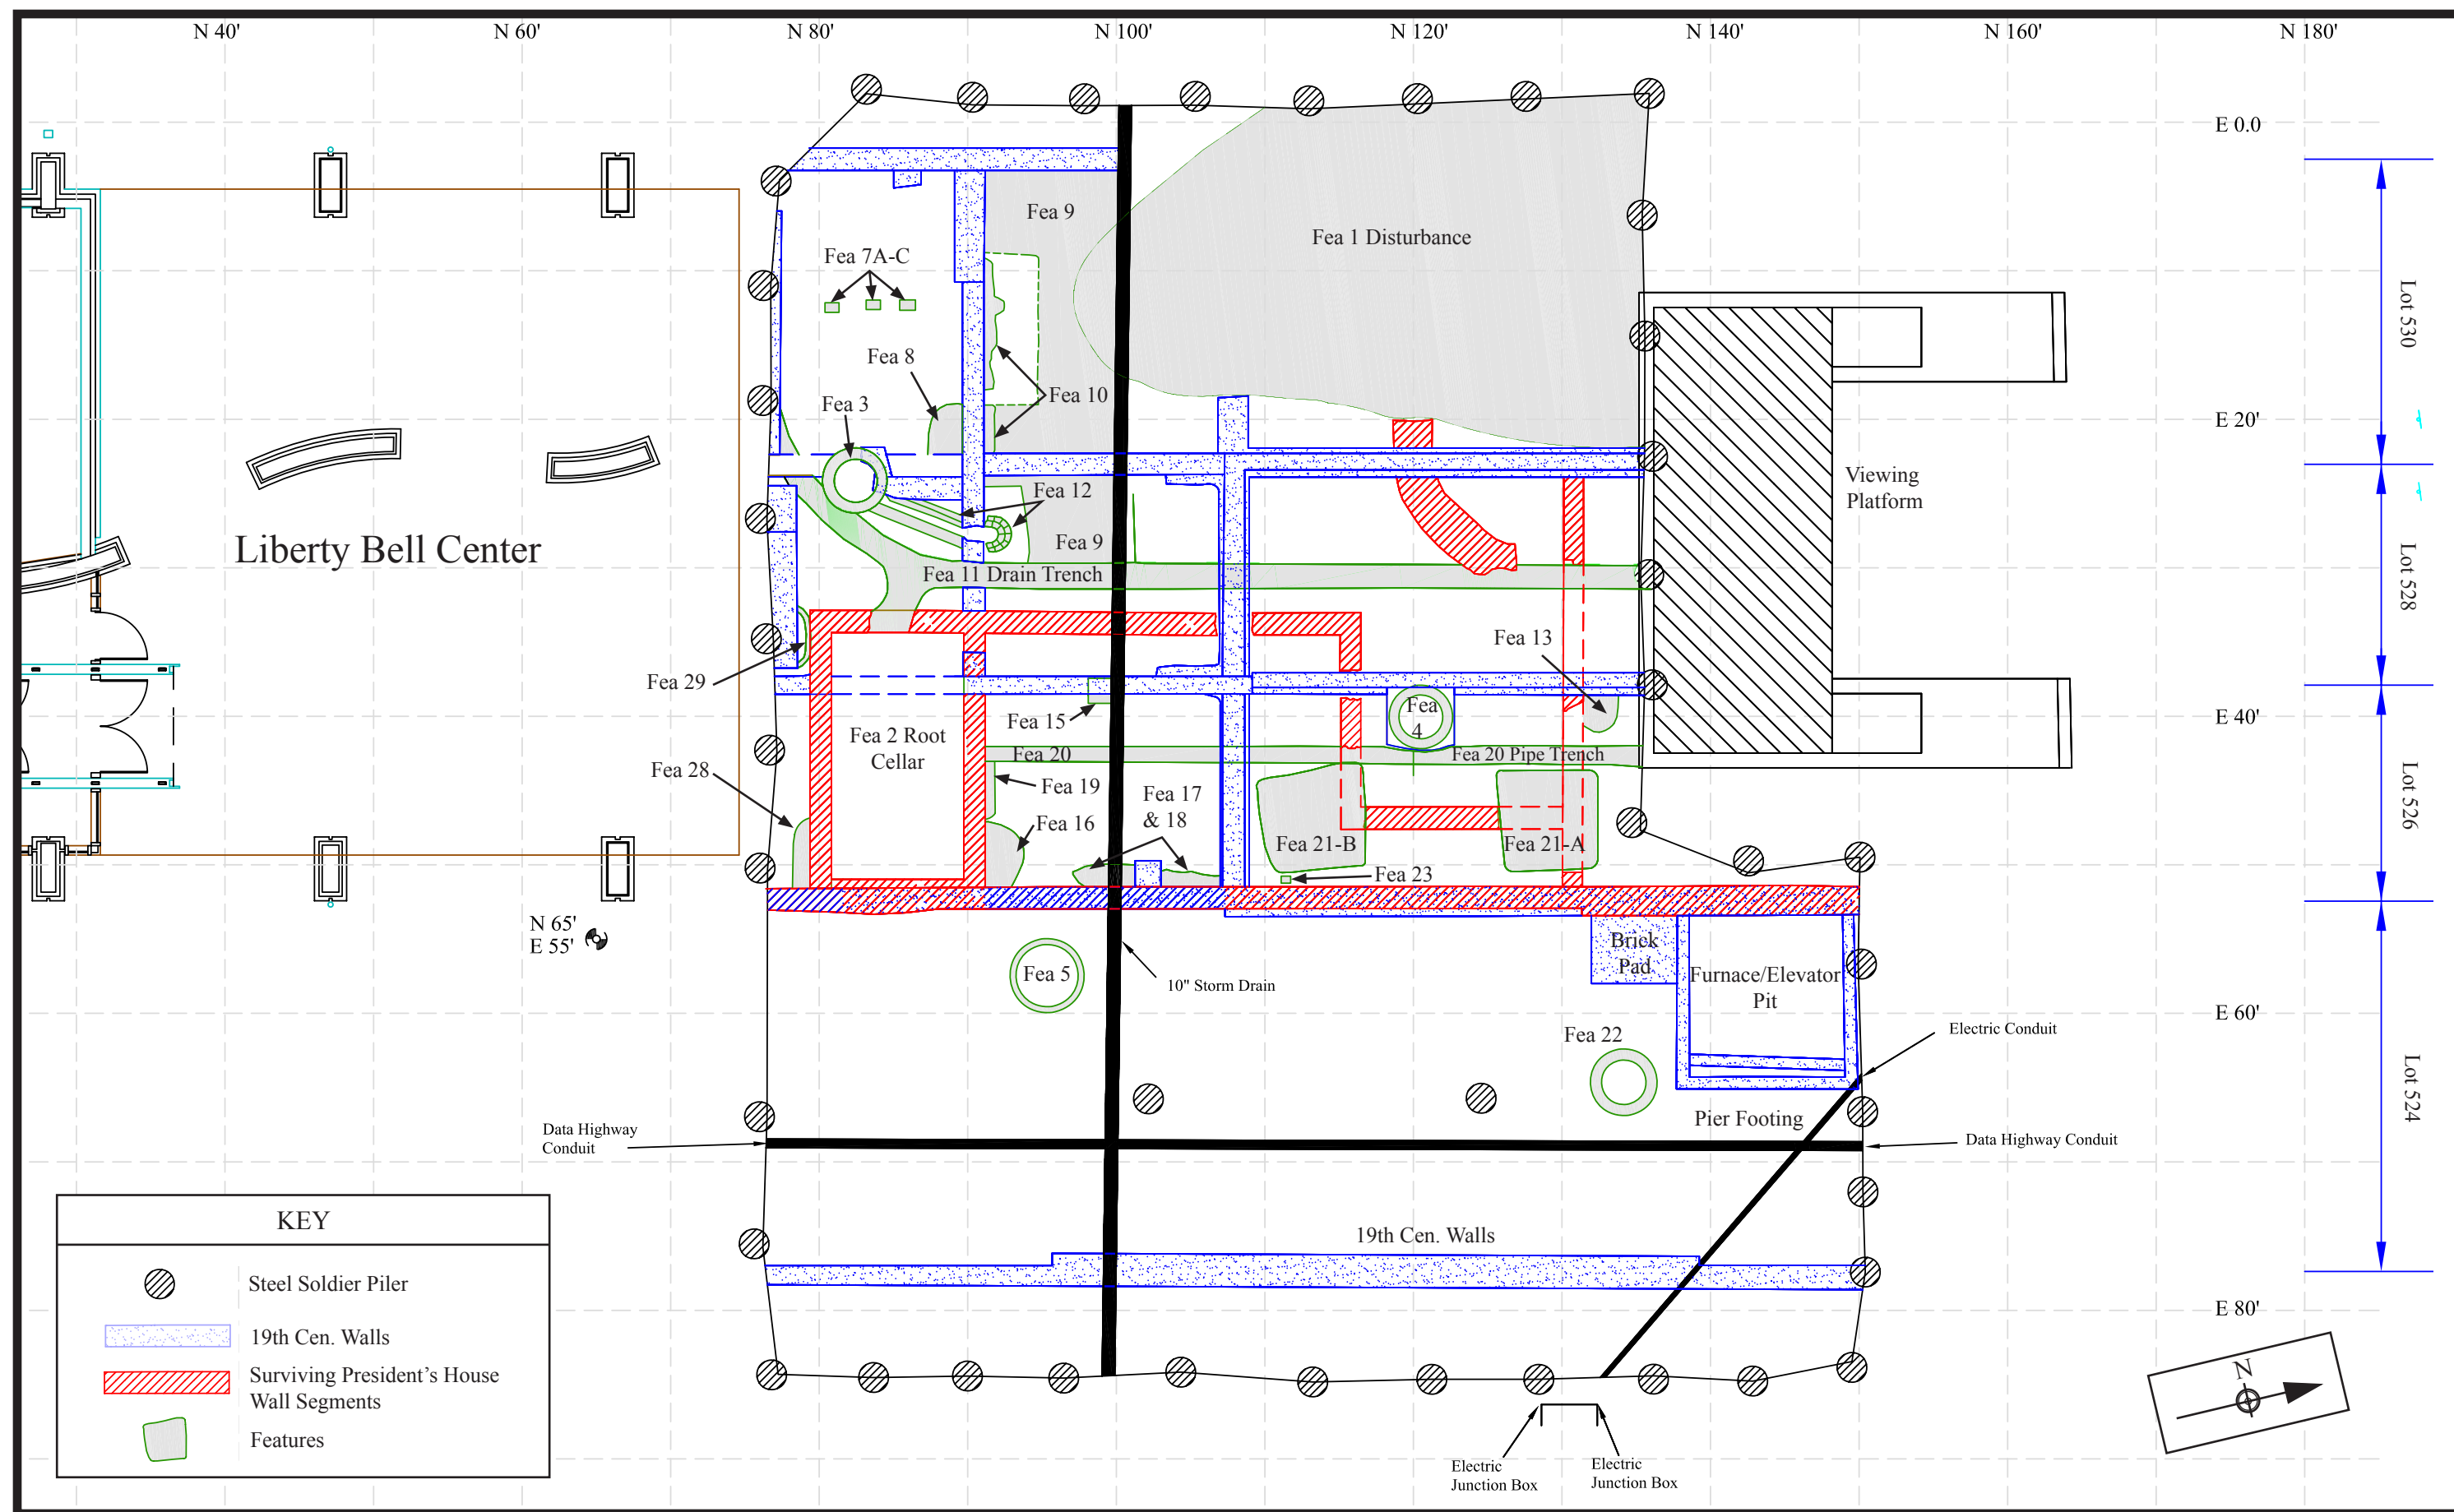 N 40'
N 60'
N 80'
N 100'
N 120'
N 140'
N 160'
N 180'
E 0.0
Fea 9
Fea 1 Disturbance
Fea 7A-C
Lot 530
Fea 8
Fea 10
Fea 3
E 20'
Viewing
Platform
Fea 12
Liberty Bell Center
Fea 9
Fea 11 Drain Trench
Lot 528
Fea 13
Fea 29
Fea 15
Fea
4
E 40'
Fea 2 Root
Cellar
Fea 20
Fea 20 Pipe Trench
Fea 28
Fea 19
Fea 17
& 18
Fea 16
Lot 526
Fea 21-B
Fea 21-A
Fea 23
N 65'
E 55'
Brick
Pad
Fea 5
10" Storm Drain
Furnace/Elevator
Pit
E 60'
Fea 22
Electric Conduit
Lot 524
Pier Footing
Data Highway
Conduit
Data Highway Conduit
19th Cen. Walls
KEY
Steel Soldier Piler
19th Cen. Walls
Surviving President’s House
Wall Segments
Features
E 80'
N
Electric
Junction Box
Electric
Junction Box